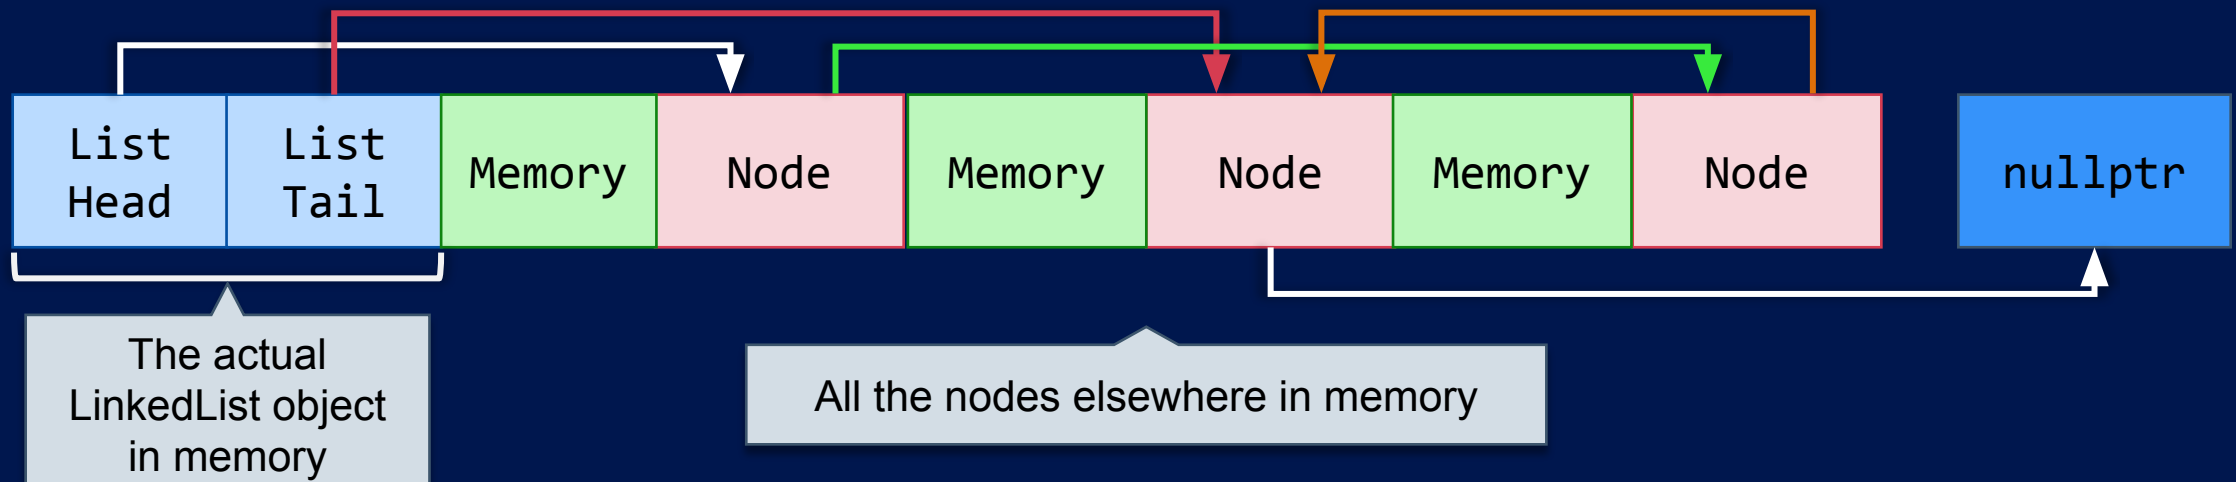 List
Head
List
Tail
Memory
Node
Memory
Node
Memory
Node
nullptr
The actual
LinkedList object
in memory
All the nodes elsewhere in memory